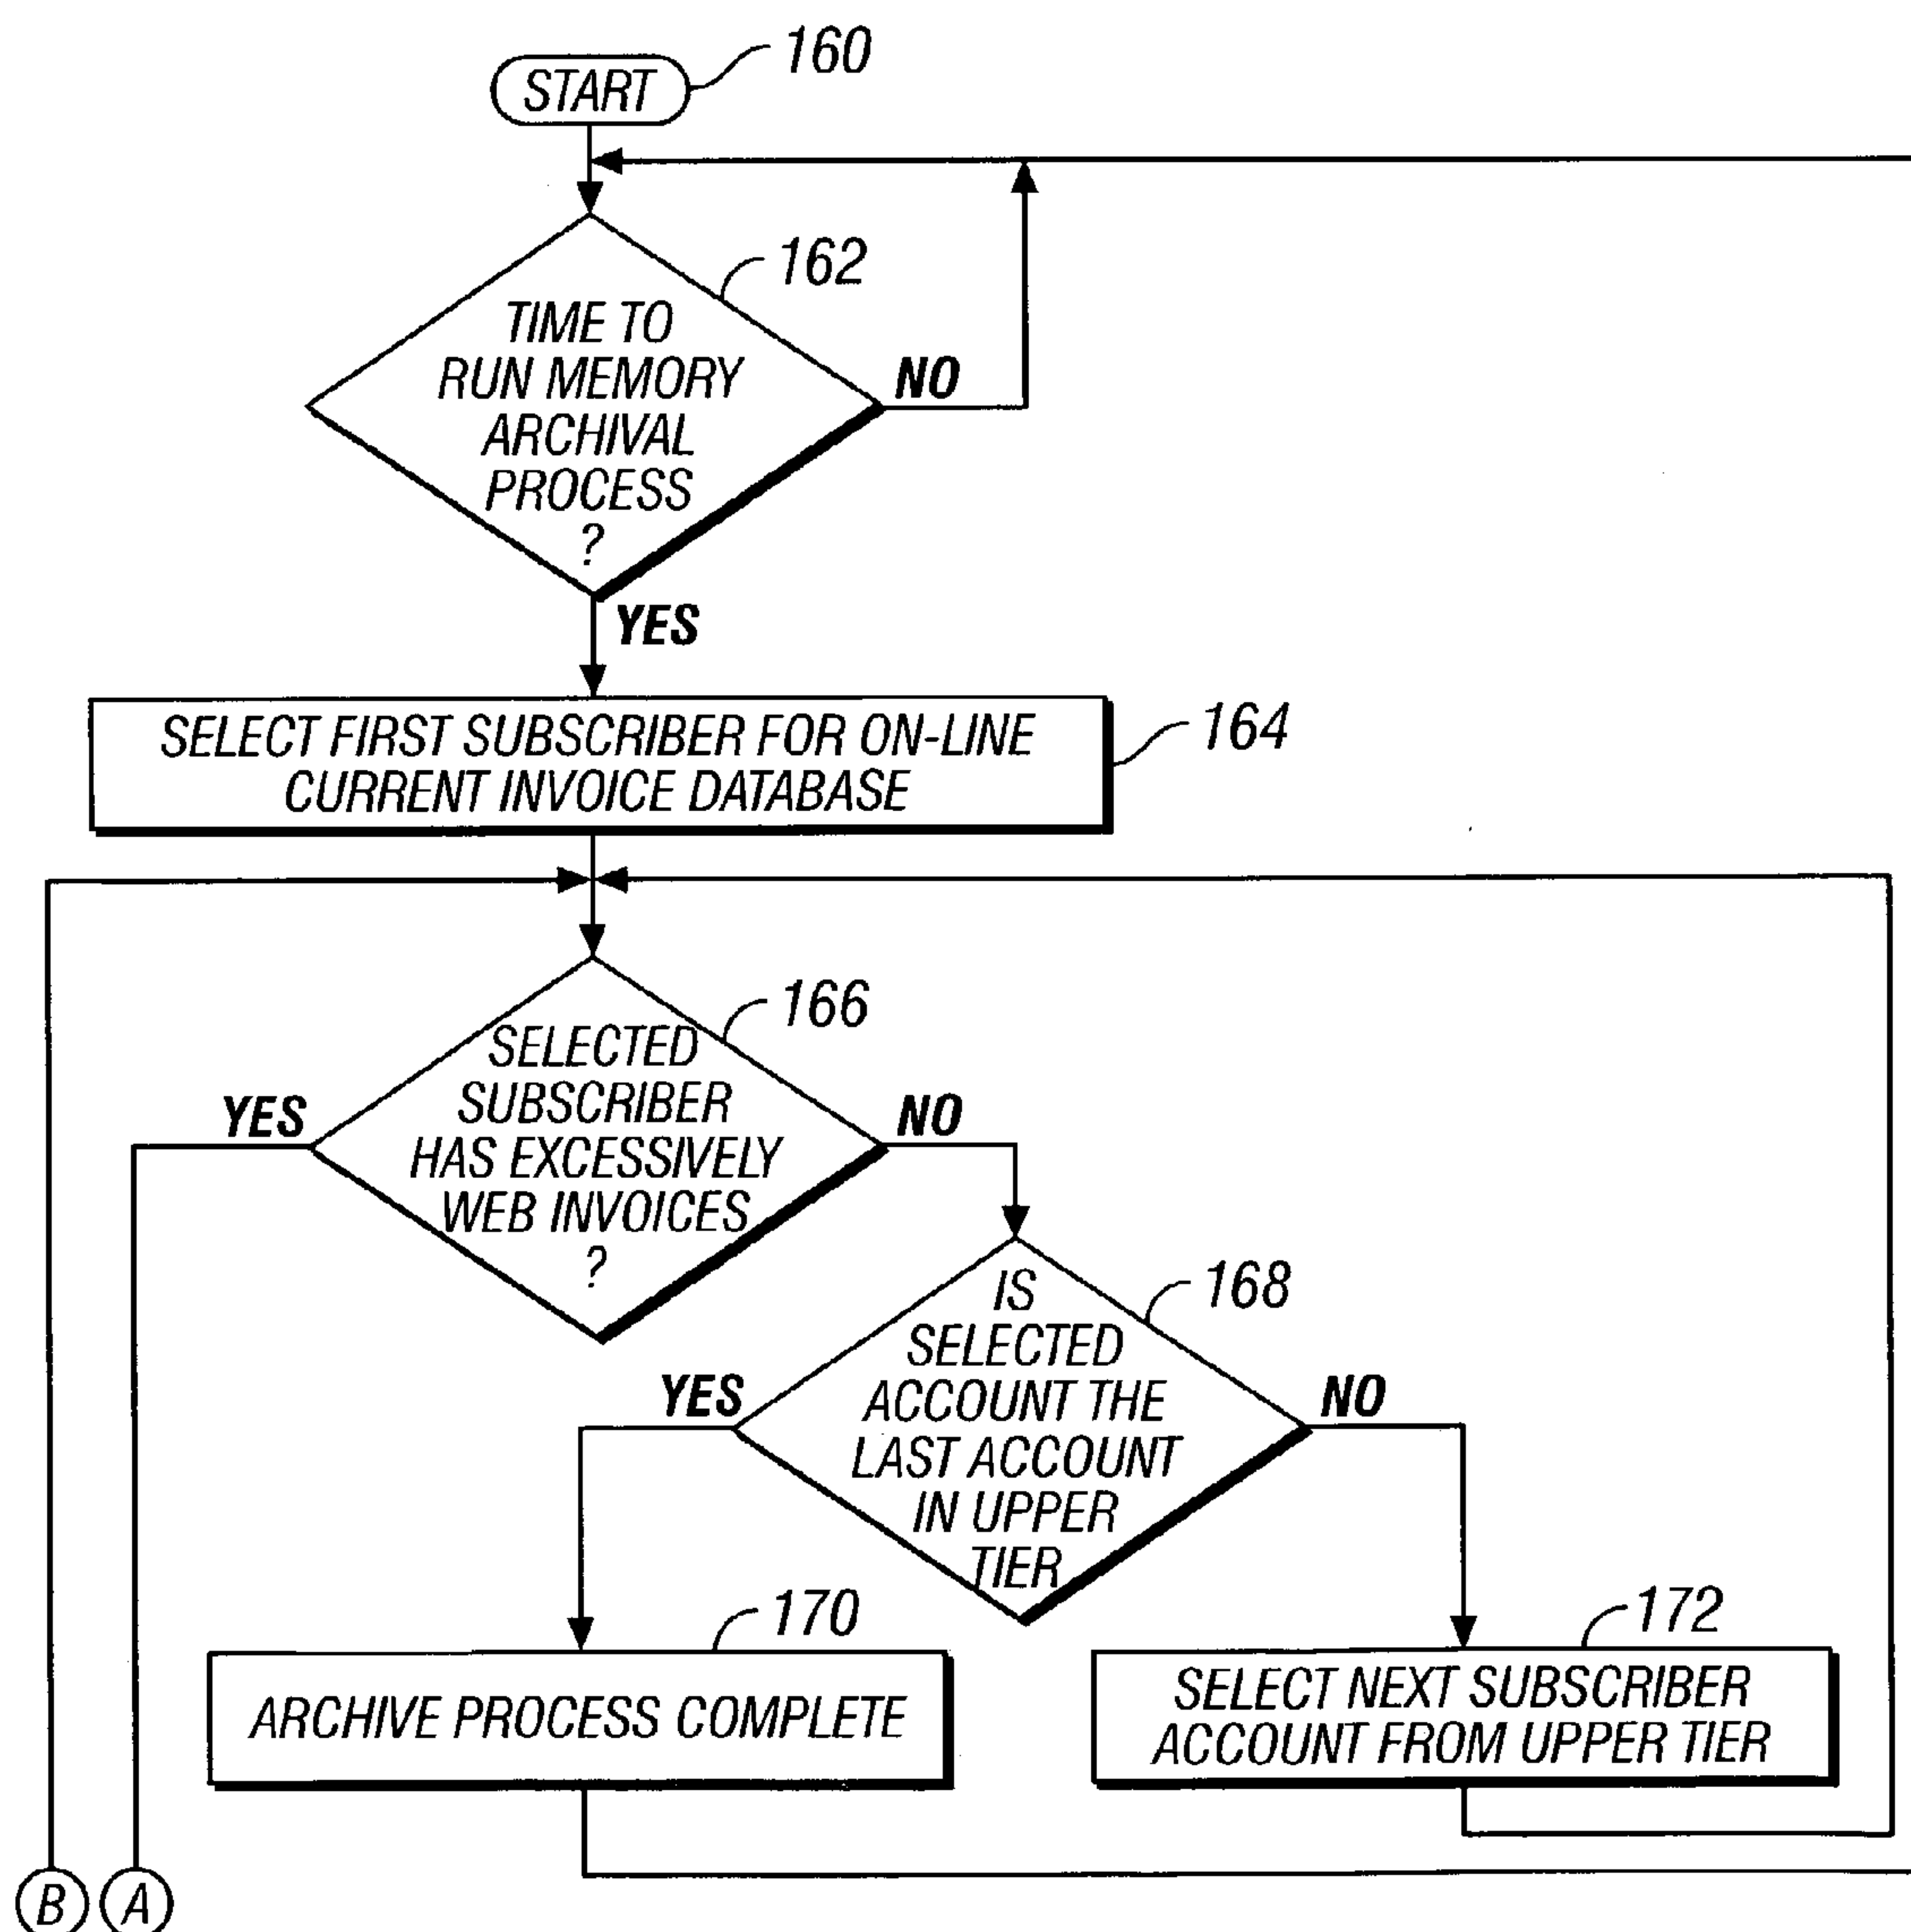 START
160
162
TIME TO
RUN MEMORY
ARCHIVAL
PROCESS
?
NO
YES
SELECT FIRST SUBSCRIBER FOR ON-LINE
CURRENT INVOICE DATABASE
164
166
SELECTED
SUBSCRIBER
HAS EXCESSIVELY
WEB INVOICES
?
YES
NO
168
IS
SELECTED
ACCOUNT THE
LAST ACCOUNT
IN UPPER
TIER
YES
NO
170
ARCHIVE PROCESS COMPLETE
172
SELECT NEXT SUBSCRIBER
ACCOUNT FROM UPPER TIER
B
A